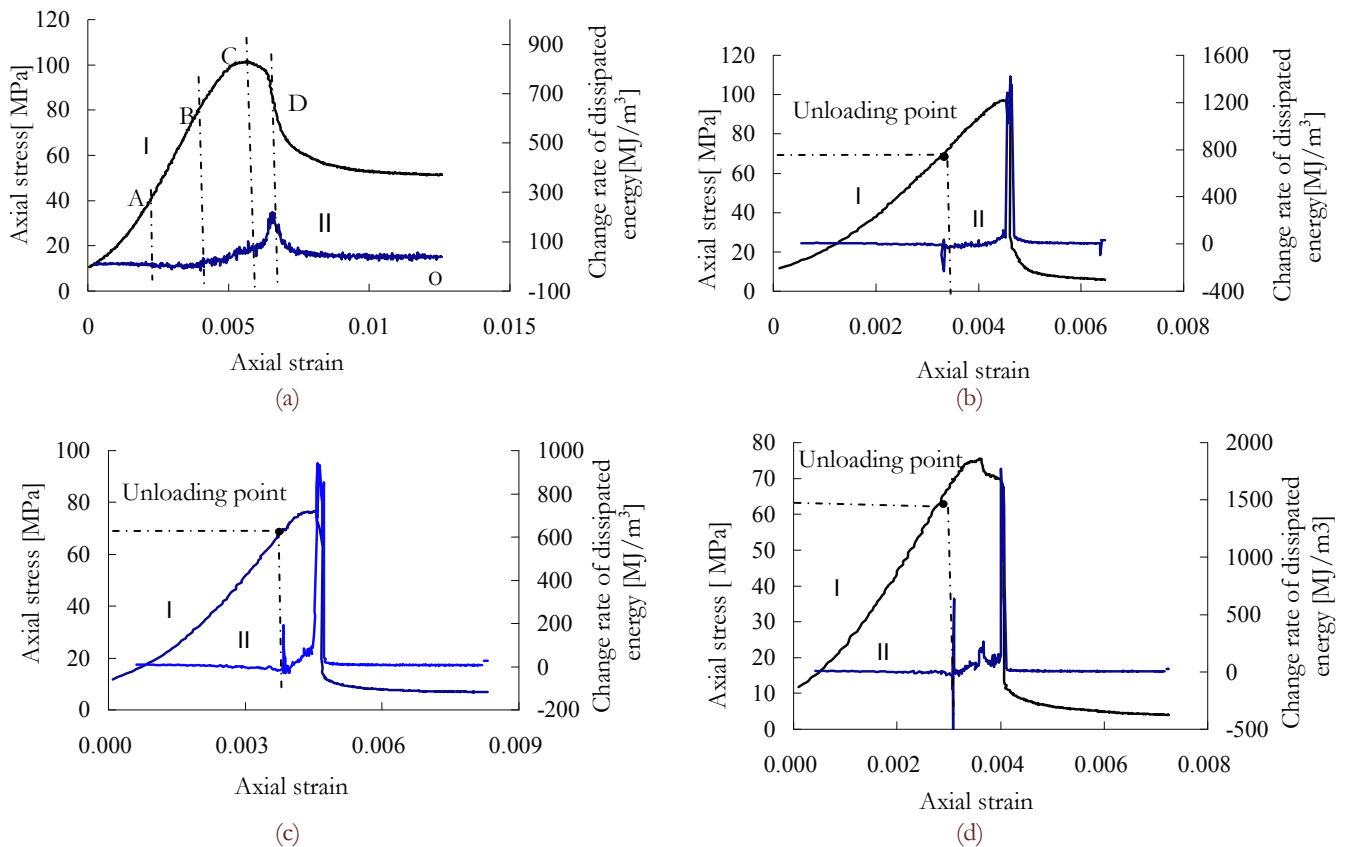 120
100
80
60
40
20
0
Axial stress[ MPa]
900
700
500
300
100
-100
Change rate of dissipated
energy[MJ/m³]
A
B
C
D
I
II
O
0
0.005
0.01
0.015
Axial strain
(a)
120
100
80
60
40
20
0
Axial stress[ MPa]
1600
1200
800
400
0
-400
Change rate of dissipated
energy[MJ/m³]
Unloading point
I
II
0
0.002
0.004
0.006
0.008
Axial strain
(b)
100
80
60
40
20
0
Axial stress [MPa]
1000
800
600
400
200
0
-200
Change rate of dissipated
energy [MJ/m³]
Unloading point
I
II
0.000
0.003
0.006
0.009
Axial strain
(c)
80
70
60
50
40
30
20
10
0
Axial stress [ MPa]
2000
1500
1000
500
0
-500
Change rate of dissipated
energy [MJ/m3]
Unloading point
I
II
0.000
0.002
0.004
0.006
0.008
Axial strain
(d)